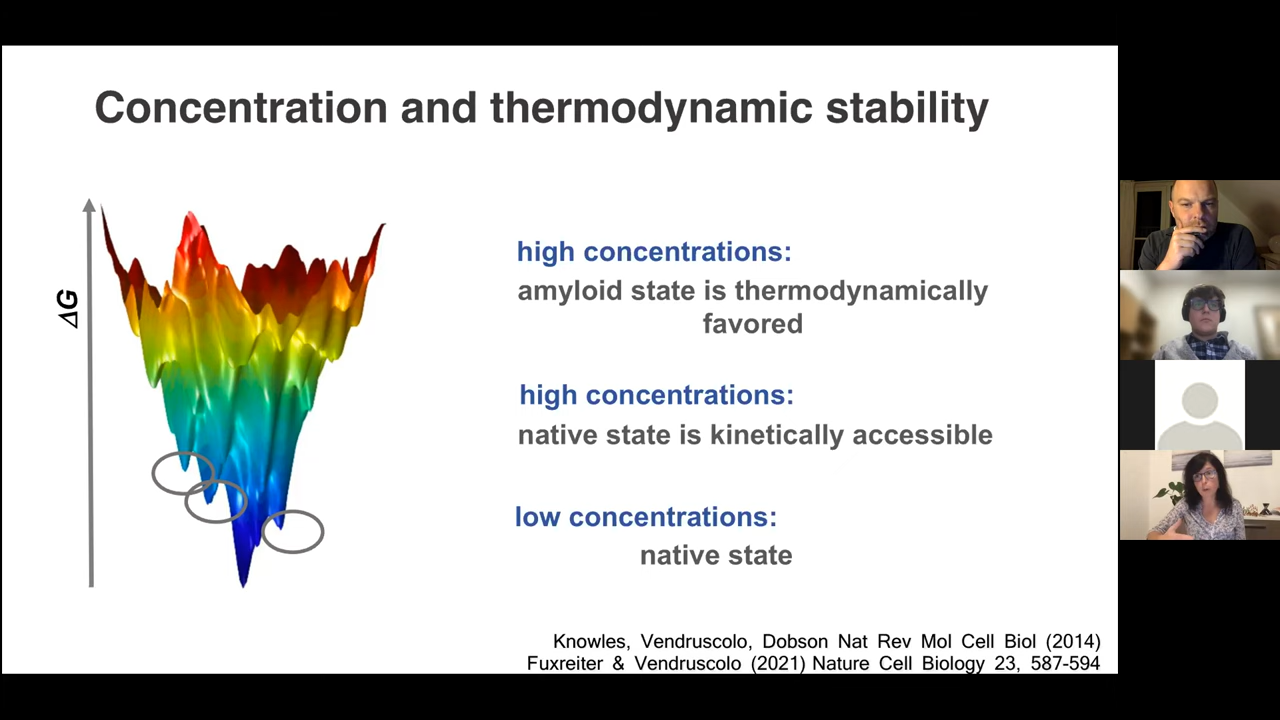 Concentration and thermodynamic stability
ΔG
high concentrations:
amyloid state is thermodynamically
favored
high concentrations:
native state is kinetically accessible
low concentrations:
native state
Knowles, Vendruscolo, Dobson Nat Rev Mol Cell Biol (2014)
Fuxreiter & Vendruscolo (2021) Nature Cell Biology 23, 587-594